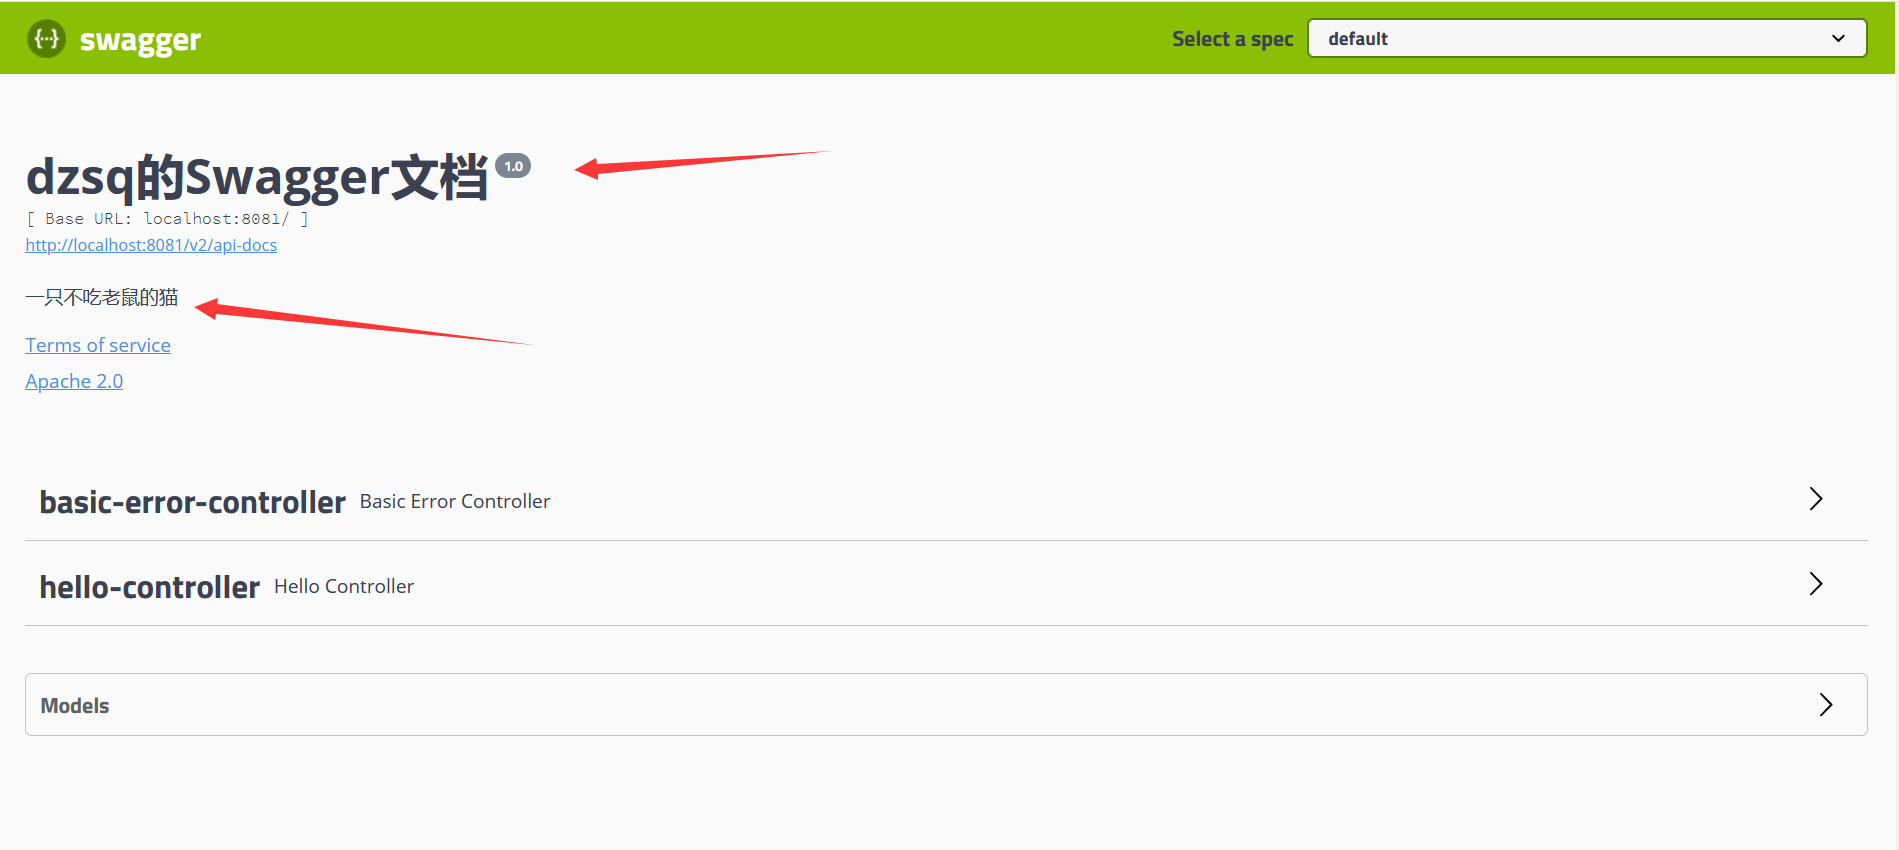 swagger
Select a spec default
dzsq的Swagger文档 1.0
[ Base URL: localhost:8081/ ]
http://localhost:8081/v2/api-docs
一只不吃老鼠的猫
Terms of service
Apache 2.0
basic-error-controller Basic Error Controller
hello-controller Hello Controller
Models